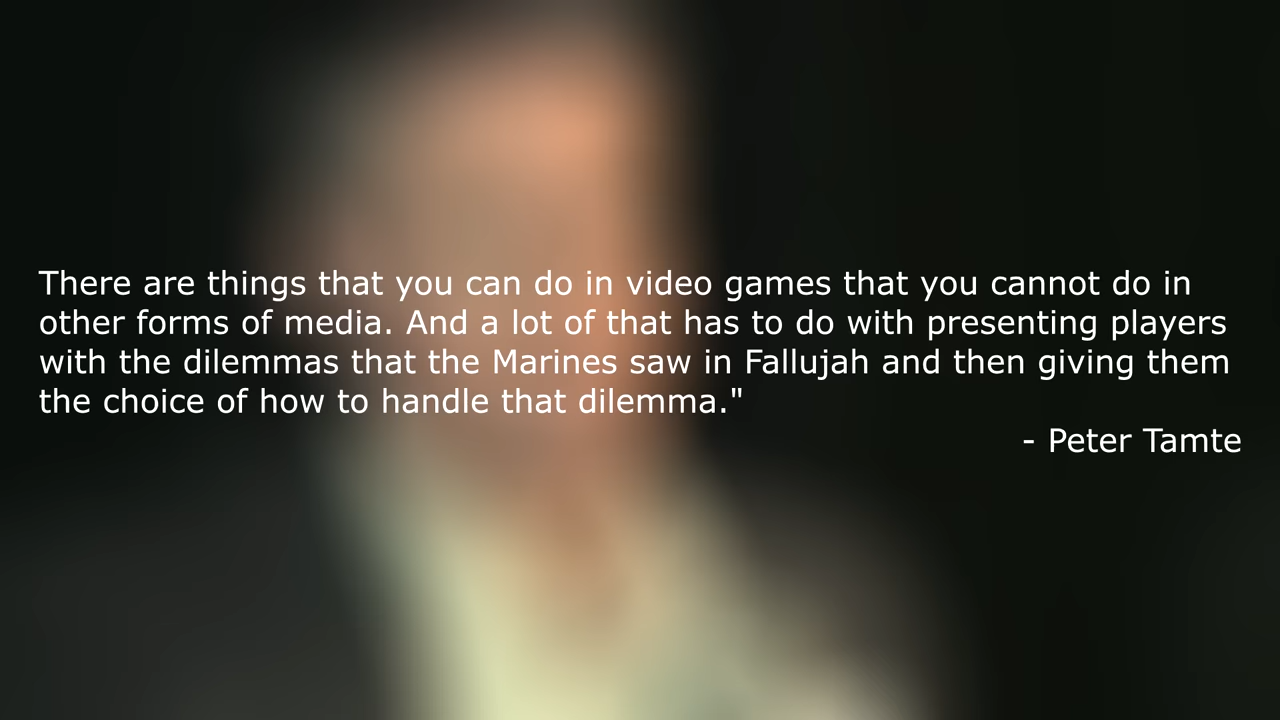 There are things that you can do in video games that you cannot do in
other forms of media. And a lot of that has to do with presenting players
with the dilemmas that the Marines saw in Fallujah and then giving them
the choice of how to handle that dilemma."
- Peter Tamte